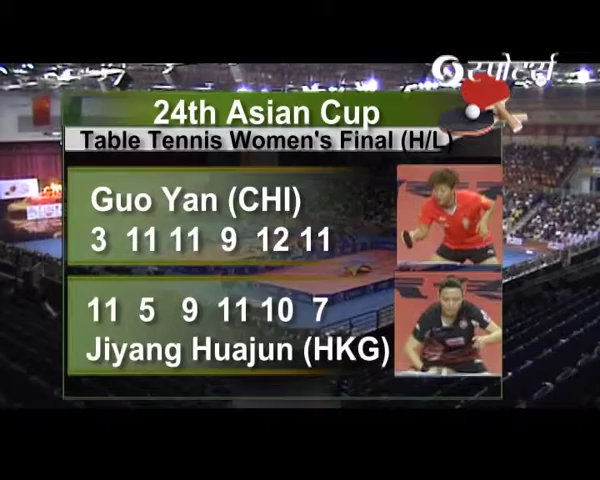 स्पोर्ट्स
24th Asian Cup
Table Tennis Women's Final (H/L)
Guo Yan (CHI)
3 11 11 9 12 11
11 5 9 11 10 7
Jiyang Huajun (HKG)